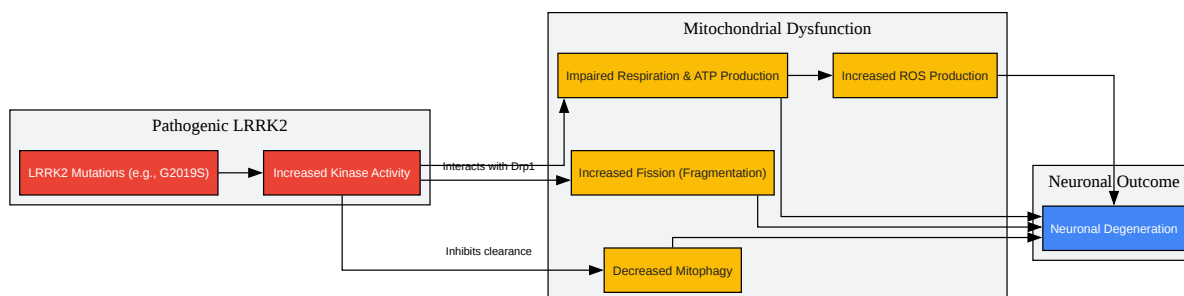 Mitochondrial Dysfunction
Impaired Respiration & ATP Production
Increased ROS Production
Pathogenic LRRK2
LRRK2 Mutations (e.g., G2019S)
Increased Kinase Activity
Interacts with Drp1
Increased Fission (Fragmentation)
Neuronal Outcome
Neuronal Degeneration
Inhibits clearance
Decreased Mitophagy